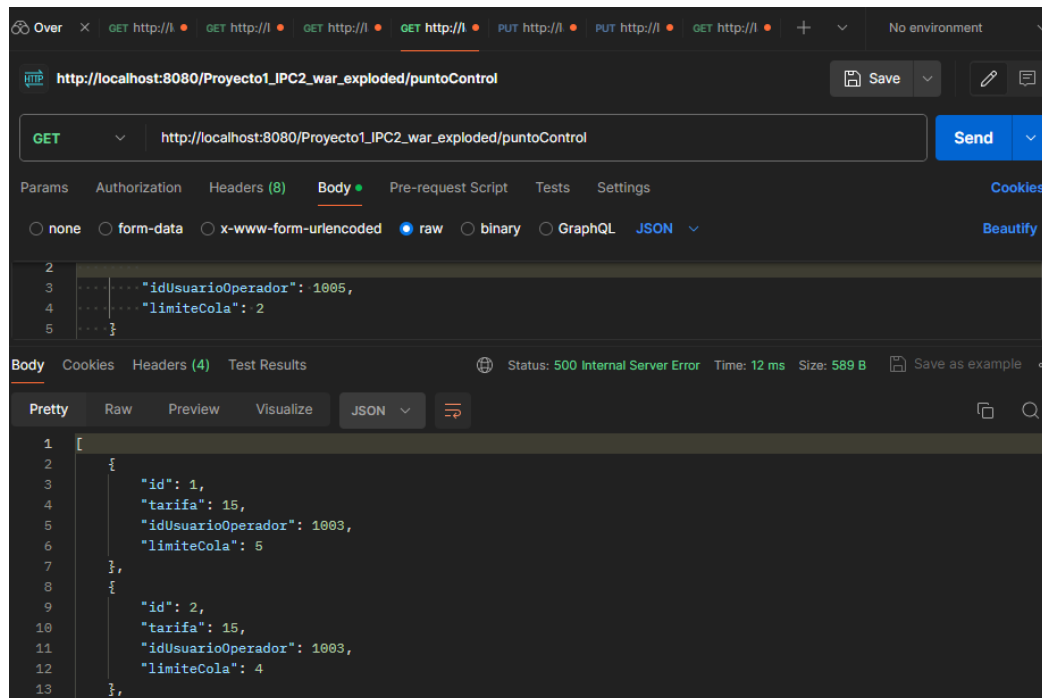 Over × GET http://l. GET http://l GET http://l GET http://l. PUT http://l. PUT http://l GET http://l + No environment
HTTP http://localhost:8080/Proyecto1_IPC2_war_exploded/puntoControl Save
GET http://localhost:8080/Proyecto1_IPC2_war_exploded/puntoControl Send
Params Authorization Headers (8) Body Pre-request Script Tests Settings Cookies
none form-data x-www-form-urlencoded raw binary GraphQL JSON Beautify
2
3 "idUsuarioOperador": 1005,
4 "limiteCola": 2
5 }
Body Cookies Headers (4) Test Results Status: 500 Internal Server Error Time: 12 ms Size: 589 B Save as example
Pretty Raw Preview Visualize JSON
1 [
2 {
3 "id": 1,
4 "tarifa": 15,
5 "idUsuarioOperador": 1003,
6 "limiteCola": 5
7 },
8 {
9 "id": 2,
10 "tarifa": 15,
11 "idUsuarioOperador": 1003,
12 "limiteCola": 4
13 },